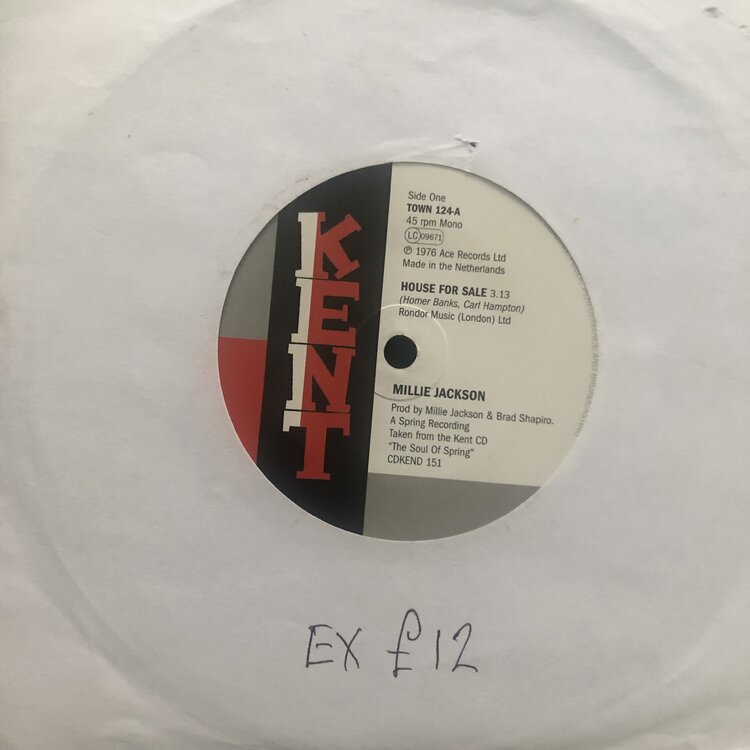 KENT
Side One
TOWN 124-A
45 rpm Mono
LC 09671
℗ 1976 Ace Records Ltd
Made in the Netherlands
HOUSE FOR SALE 3.13
(Homer Banks, Carl Hampton)
Rondor Music (London) Ltd
MILLIE JACKSON
Prod by Millie Jackson & Brad Shapiro.
A Spring Recording
Taken from the Kent CD
"The Soul Of Spring"
CDKEND 151
EX £12